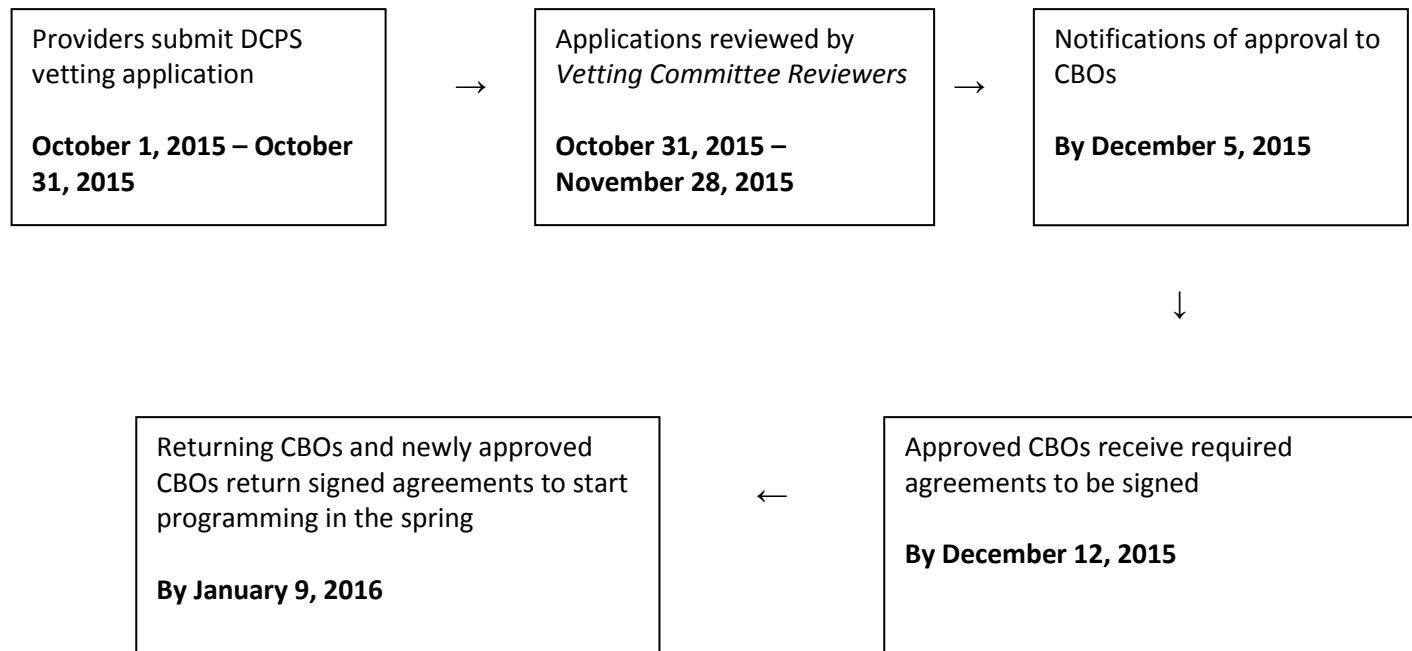 Providers submit DCPS
vetting application
October 1, 2015 – October
31, 2015
→
Applications reviewed by
Vetting Committee Reviewers
October 31, 2015 –
November 28, 2015
→
Notifications of approval to
CBOs
By December 5, 2015
↓
Approved CBOs receive required
agreements to be signed
By December 12, 2015
←
Returning CBOs and newly approved
CBOs return signed agreements to start
programming in the spring
By January 9, 2016